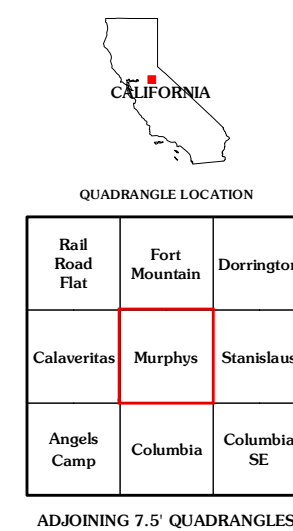 CALIFORNIA
QUADRANGLE LOCATION
Rail
Road
Flat
Fort
Mountain
Dorrington
Calaveritas
Murphys
Stanislaus
Angels
Camp
Columbia
Columbia
SE
ADJOINING 7.5' QUADRANGLES